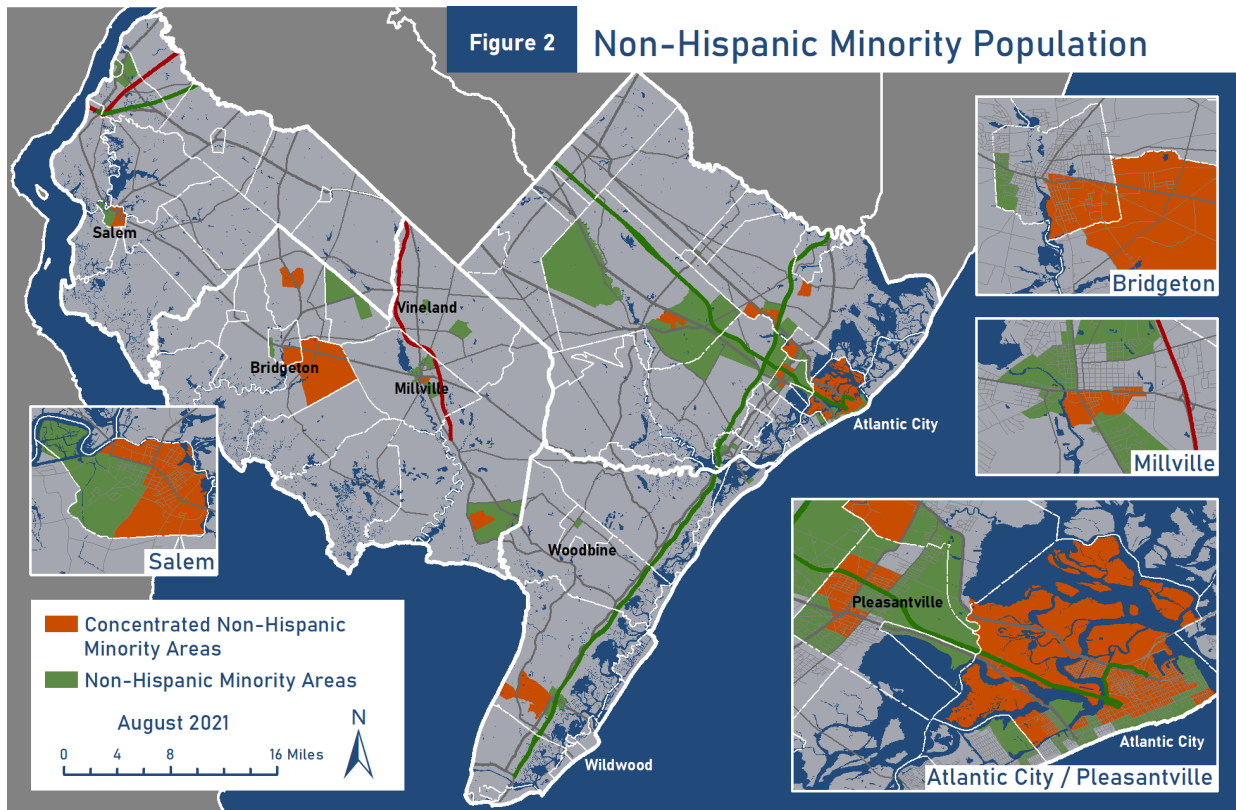 Figure 2
Non-Hispanic Minority Population
Salem
Vineland
Bridgeton
Millville
Atlantic City
Woodbine
Wildwood
Bridgeton
Millville
Salem
Pleasantville
Atlantic City
Atlantic City / Pleasantville
Concentrated Non-Hispanic
Minority Areas
Non-Hispanic Minority Areas
August 2021
N
0 4 8 16 Miles